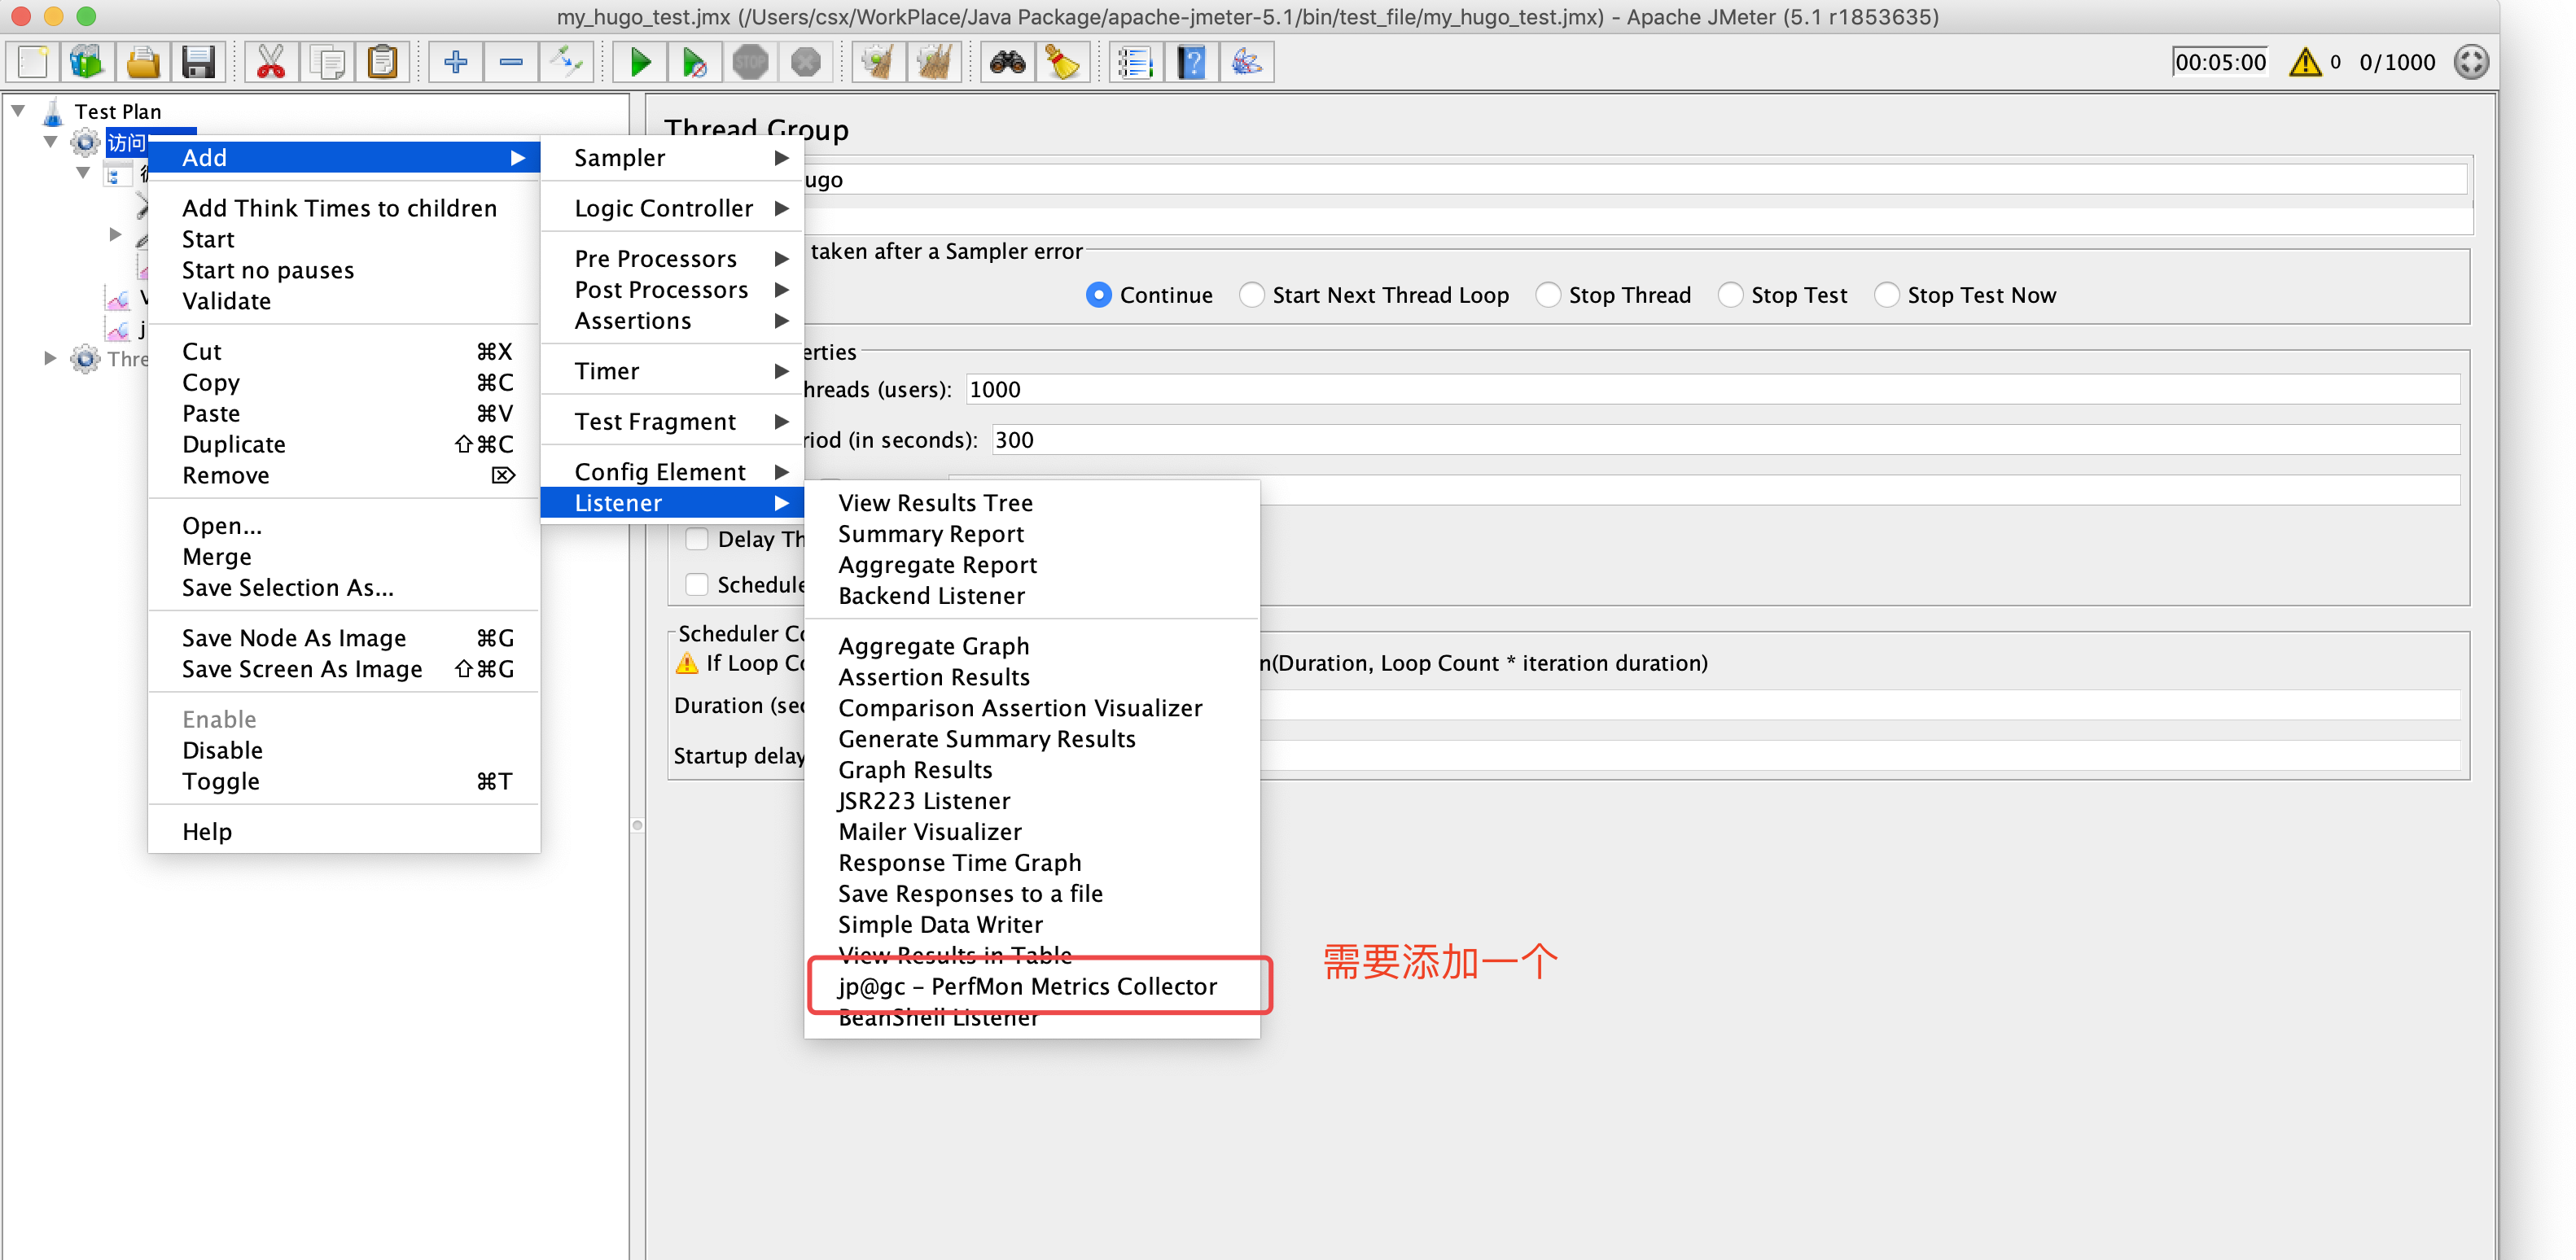 my_hugo_test.jmx (/Users/csx/WorkPlace/Java Package/apache-jmeter-5.1/bin/test_file/my_hugo_test.jmx) - Apache JMeter (5.1 r1853635)
STOP
00:05:00
0
0/1000
Test Plan
访问
Thre
Add
Add Think Times to children
Start
Start no pauses
Validate
Cut ⌘X
Copy ⌘C
Paste ⌘V
Duplicate ⇧⌘C
Remove ⌦
Open...
Merge
Save Selection As...
Save Node As Image ⌘G
Save Screen As Image ⇧⌘G
Enable
Disable
Toggle ⌘T
Help
Sampler
Logic Controller
Pre Processors
Post Processors
Assertions
Timer
Test Fragment
Config Element
Listener
View Results Tree
Summary Report
Aggregate Report
Backend Listener
Aggregate Graph
Assertion Results
Comparison Assertion Visualizer
Generate Summary Results
Graph Results
JSR223 Listener
Mailer Visualizer
Response Time Graph
Save Responses to a file
Simple Data Writer
View Results in Table
jp@gc - PerfMon Metrics Collector
BeanShell Listener
需要添加一个
Thread Group
ugo
taken after a Sampler error
Continue Start Next Thread Loop Stop Thread Stop Test Stop Test Now
erties
hreads (users): 1000
riod (in seconds): 300
Delay Th
Schedule
Scheduler Co
If Loop Co
n(Duration, Loop Count * iteration duration)
Duration (sec
Startup delay